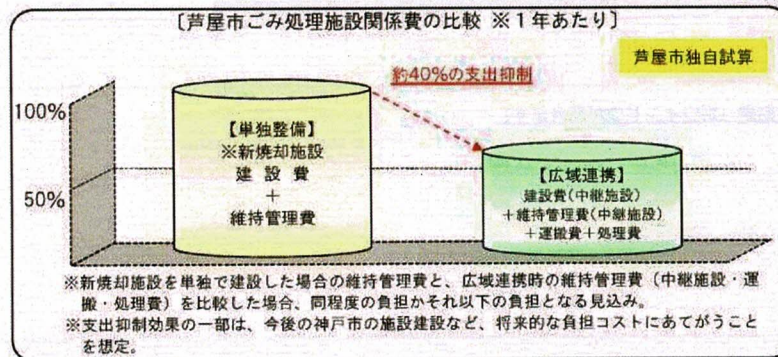 〔芦屋市ごみ処理施設関係費の比較 ※1年あたり〕
芦屋市独自試算
約40%の支出抑制
100%
50%
【単独整備】
※新焼却施設
建 設 費
+
維持管理費
【広域連携】
建設費(中継施設)
+維持管理費(中継施設)
+運搬費+処理費
※新焼却施設を単独で建設した場合の維持管理費と、広域連携時の維持管理費(中継施設・運
搬・処理費)を比較した場合、同程度の負担かそれ以下の負担となる見込み。
※支出抑制効果の一部は、今後の神戸市の施設建設など、将来的な負担コストにあてがうこと
を想定。